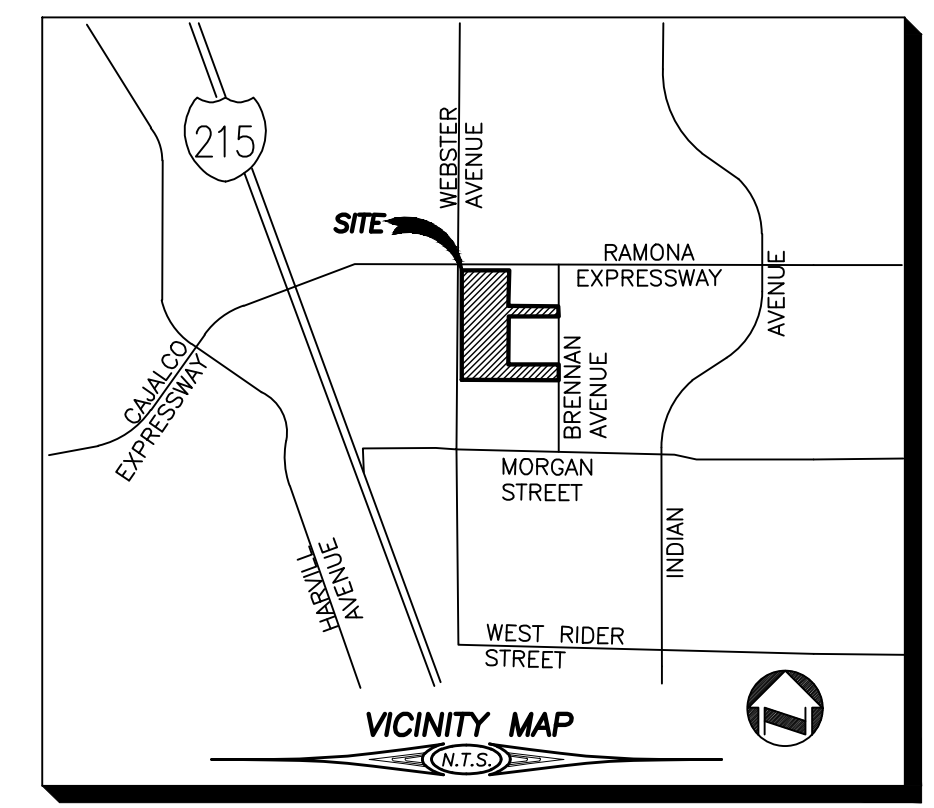 215
WEBSTER
AVENUE
SITE
RAMONA
EXPRESSWAY
AVENUE
CAJALCO
EXPRESSWAY
BRENNAN
AVENUE
MORGAN
STREET
HARVILL
AVENUE
INDIAN
WEST RIDER
STREET
VICINITY MAP
N.T.S.
N